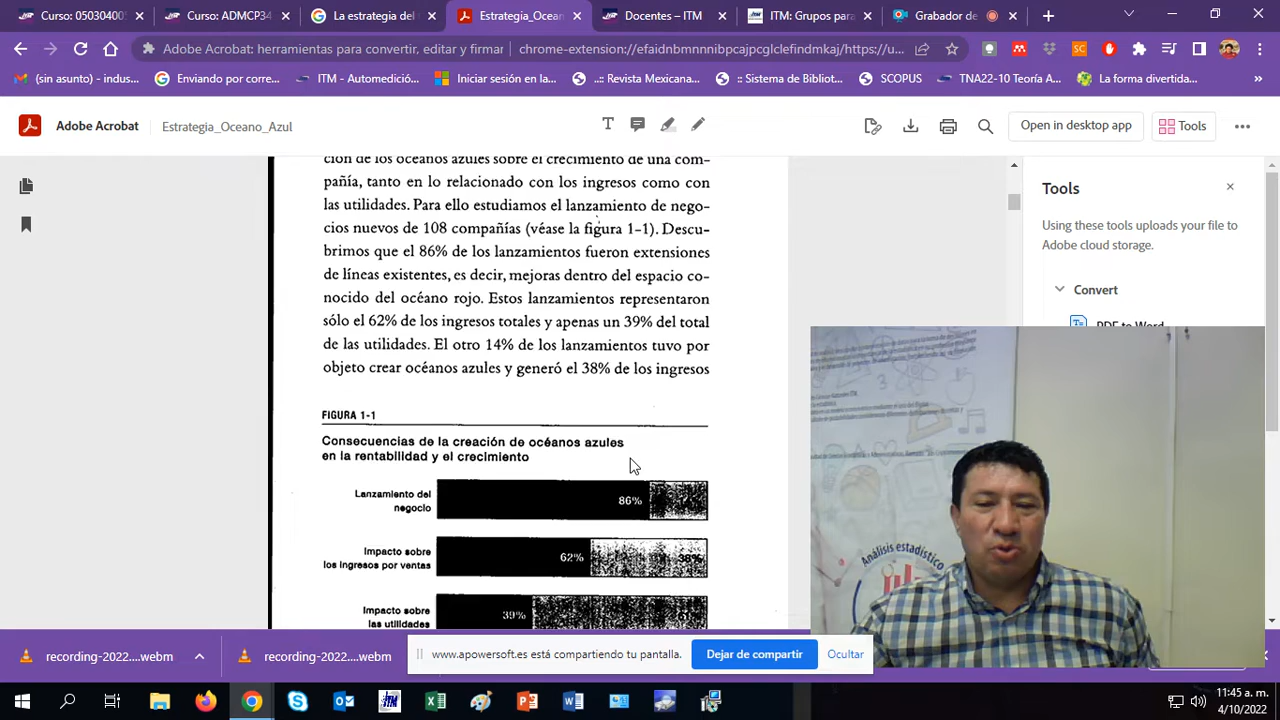 Curso: 05030400
Curso: ADMCP34
La estrategia del
Estrategia_Ocean
Docentes – ITM
ITM: Grupos para
Grabador de
Adobe Acrobat: herramientas para convertir, editar y firmar
chrome-extension://efaidnbmnnnibpcajpcglclefindmkaj/https://u...
(sin asunto) - indus...
Enviando por corre...
ITM - Automedició...
Iniciar sesión en la...
..:: Revista Mexicana...
:: Sistema de Bibliot...
SCOPUS
TNA22-10 Teoría A...
La forma divertida...
Adobe Acrobat
Estrategia_Oceano_Azul
Open in desktop app
Tools
ción de los océanos azules sobre el crecimiento de una com-
pañía, tanto en lo relacionado con los ingresos como con
las utilidades. Para ello estudiamos el lanzamiento de nego-
cios nuevos de 108 compañías (véase la figura 1-1). Descu-
brimos que el 86% de los lanzamientos fueron extensiones
de líneas existentes, es decir, mejoras dentro del espacio co-
nocido del océano rojo. Estos lanzamientos representaron
sólo el 62% de los ingresos totales y apenas un 39% del total
de las utilidades. El otro 14% de los lanzamientos tuvo por
objeto crear océanos azules y generó el 38% de los ingresos
FIGURA 1-1
Consecuencias de la creación de océanos azules
en la rentabilidad y el crecimiento
Lanzamiento del
negocio
86%
Impacto sobre
los ingresos por ventas
62%
38%
Impacto sobre
las utilidades
39%
Tools
Using these tools uploads your file to
Adobe cloud storage.
Convert
PDF to Word
Análisis estadístico
recording-2022....webm
recording-2022....webm
www.apowersoft.es está compartiendo tu pantalla.
Dejar de compartir
Ocultar
11:45 a. m.
4/10/2022